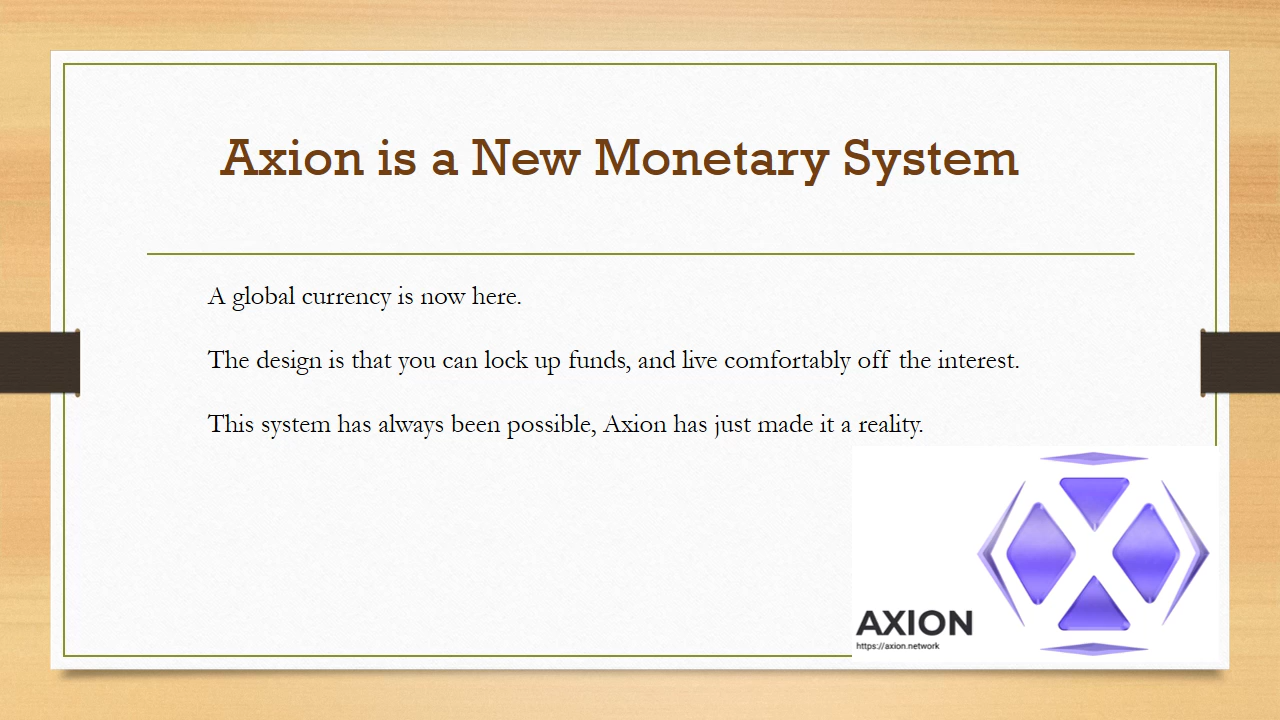 Axion is a New Monetary System
A global currency is now here.
The design is that you can lock up funds, and live comfortably off the interest.
This system has always been possible, Axion has just made it a reality.
AXION
https://axion.network